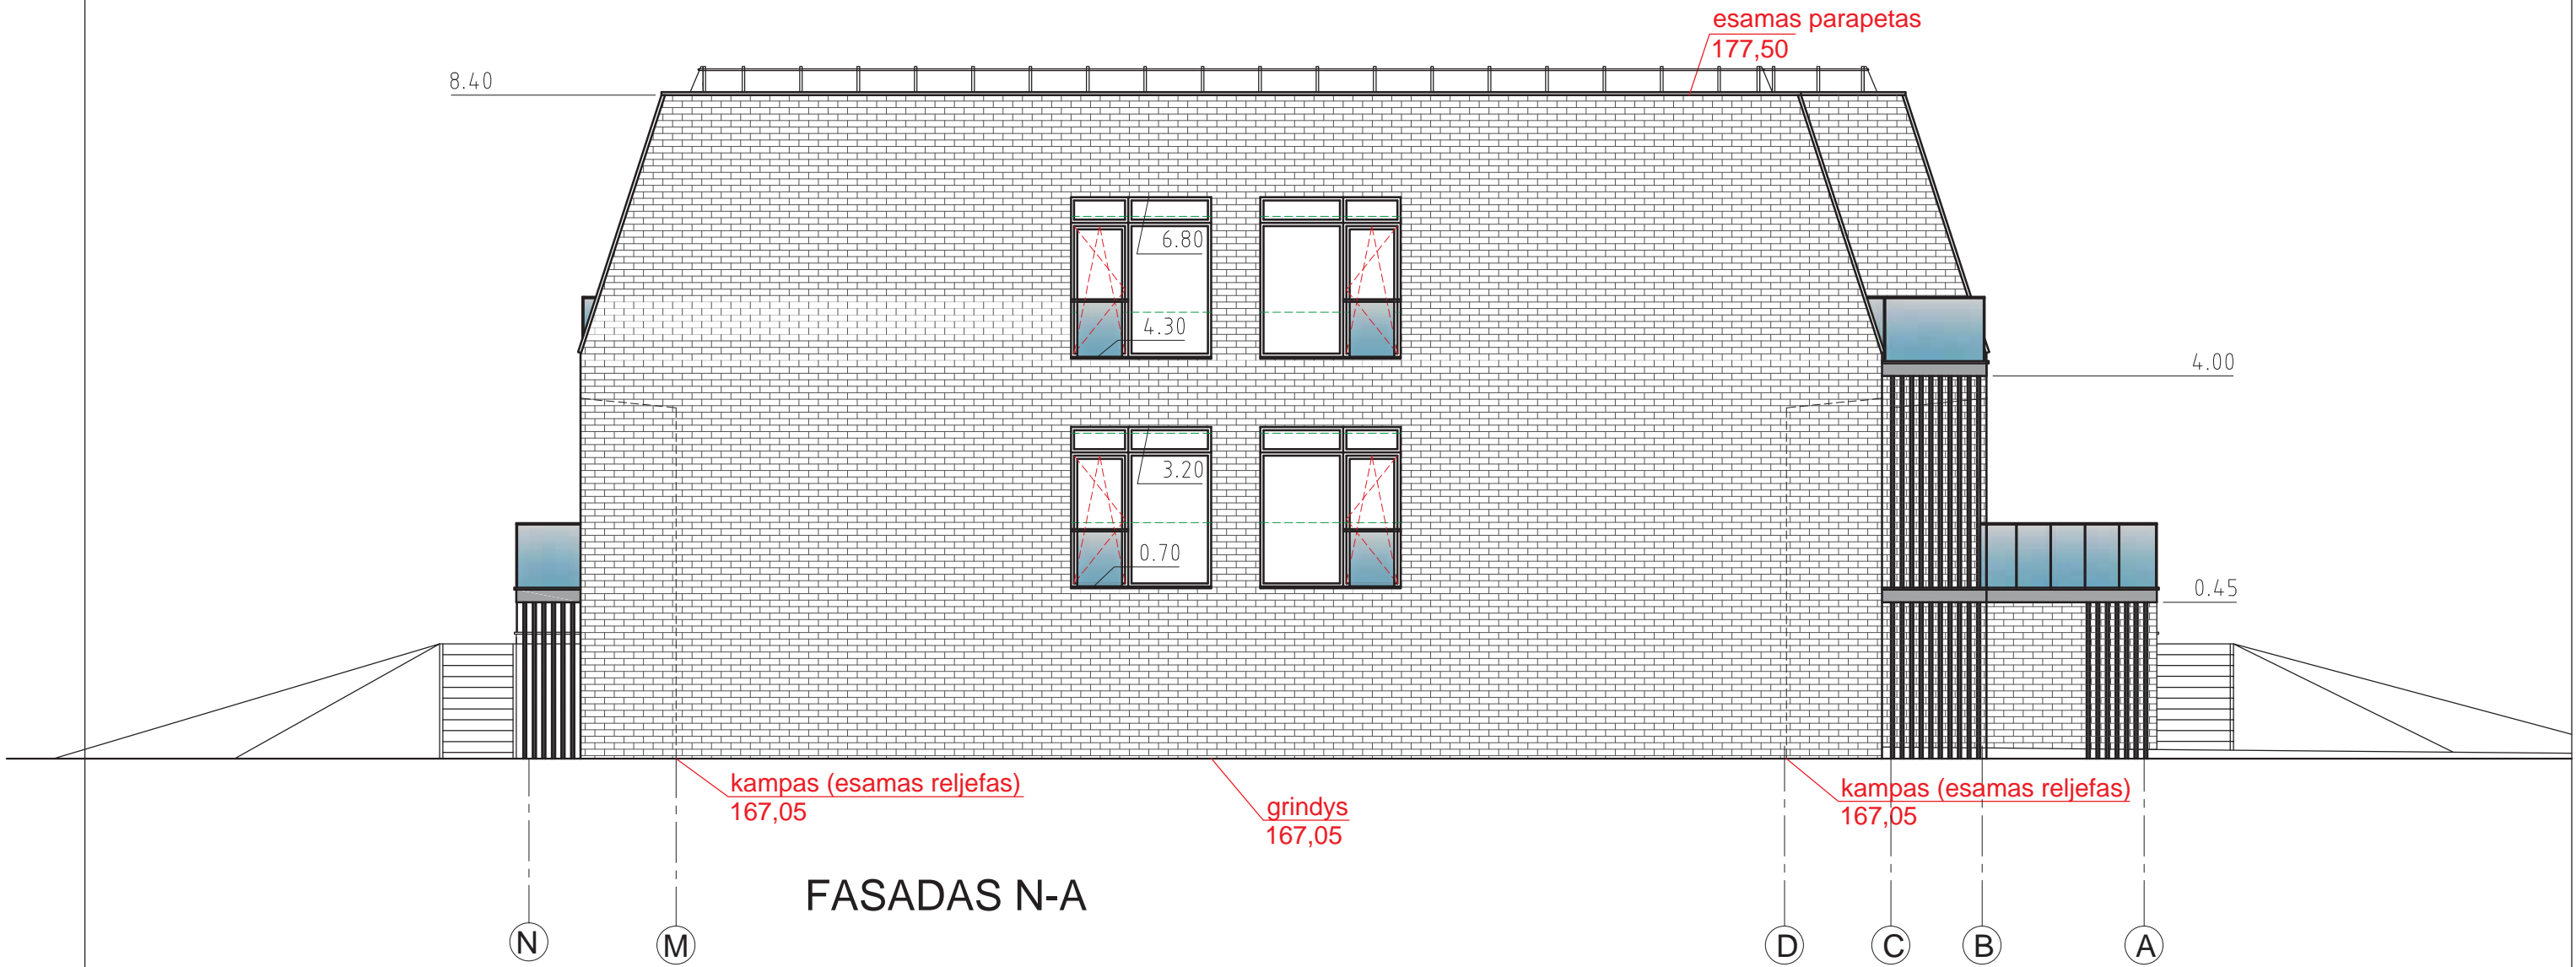 esamas parapetas
177,50
8.40
6.80
4.30
4.00
3.20
0.70
0.45
kampas (esamas reljefas)
167,05
grindys
167,05
kampas (esamas reljefas)
167,05
FASADAS N-A
N
M
D
C
B
A